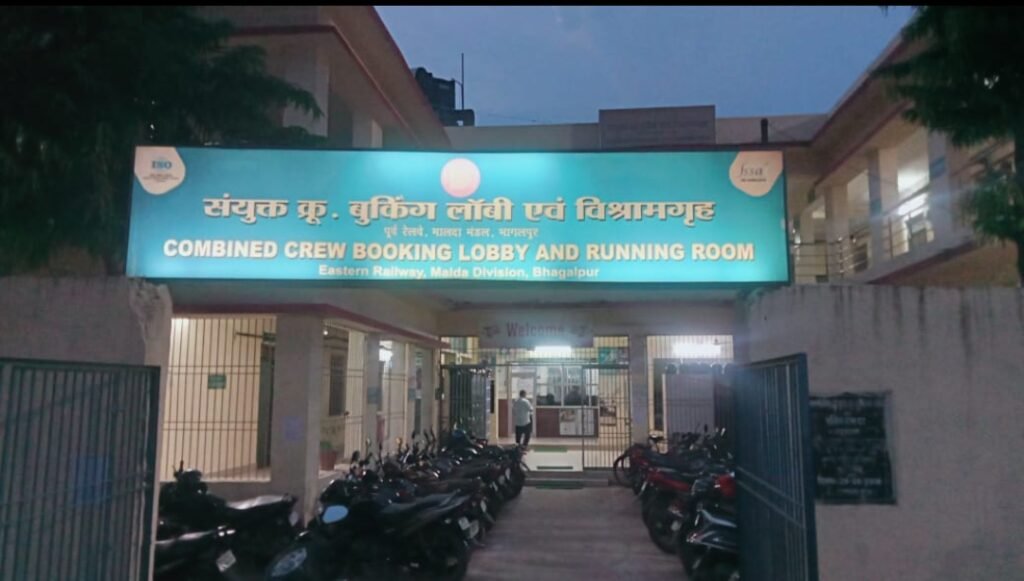 ISO
fssai
संयुक्त क्रू . बुकिंग लॉबी एवं विश्रामगृह
पूर्व रेलवे, मालदा मंडल, भागलपुर
COMBINED CREW BOOKING LOBBY AND RUNNING ROOM
Eastern Railway, Malda Division, Bhagalpur
Welcome